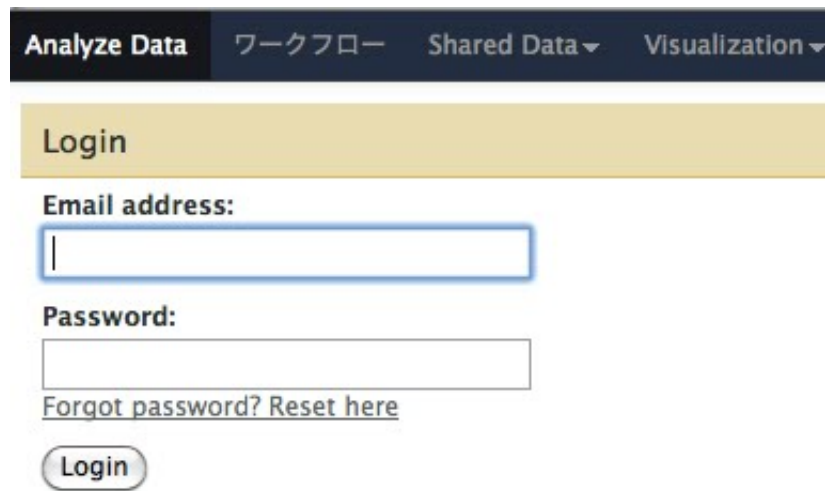 Analyze Data ワークフロー Shared Data Visualization
Login
Email address:
Password:
Forgot password? Reset here
Login